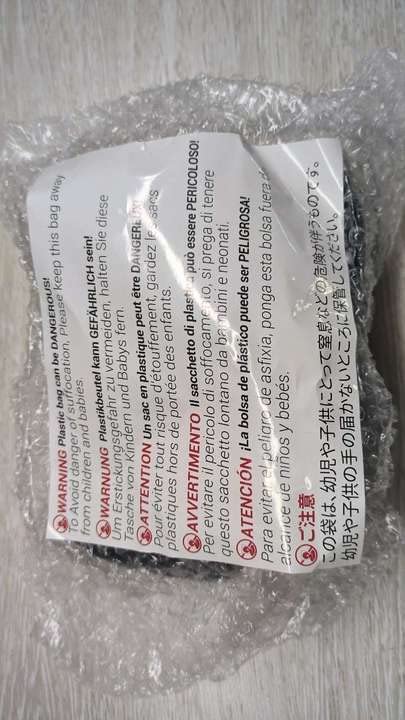 WARNING Plastic bag can be DANGEROUS!
To Avoid danger of suffocation, Please keep this bag away
from children and babies.
WARNUNG Plastikbeutel kann GEFÄHRLICH sein!
Um Erstickungsgefahr zu vermeiden, halten Sie diese
Tasche von Kindern und Babys fern.
ATTENTION Un sac en plastique peut être DANGEREUX!
Pour éviter tout risque d'étouffement, gardez les sacs
plastiques hors de portée des enfants.
AVVERTIMENTO Il sacchetto di plastica può essere PERICOLOSO!
Per evitare il pericolo di soffocamento, si prega di tenere
questo sacchetto lontano da bambini e neonati.
ATENCIÓN ¡La bolsa de plástico puede ser PELIGROSA!
Para evitar el peligro de asfixia, ponga esta bolsa fuera d
alcance de niños y bebes.
ご注意
この袋は、幼児や子供にとって窒息などの危険が伴うものです。
幼児や子供の手の届かないところに保管してください。